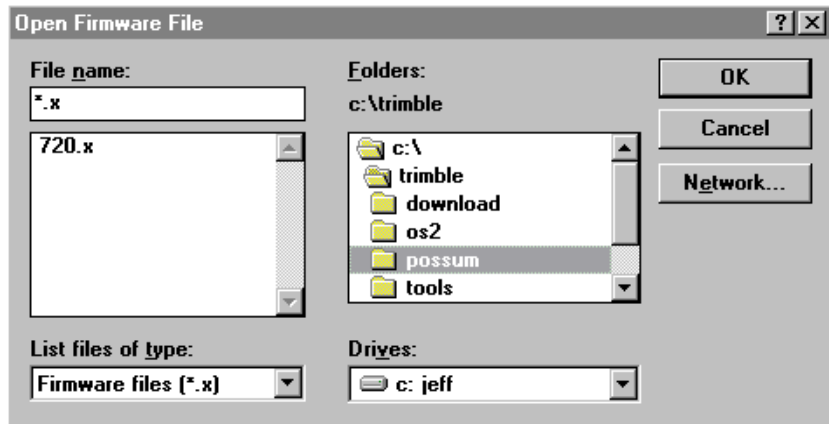 Open Firmware File
File name:
*.x
720.x
List files of type:
Firmware files (*.x)
Folders:
c:\trimble
c:\
trimble
download
os2
possum
tools
Drives:
c: jeff
OK
Cancel
Network...